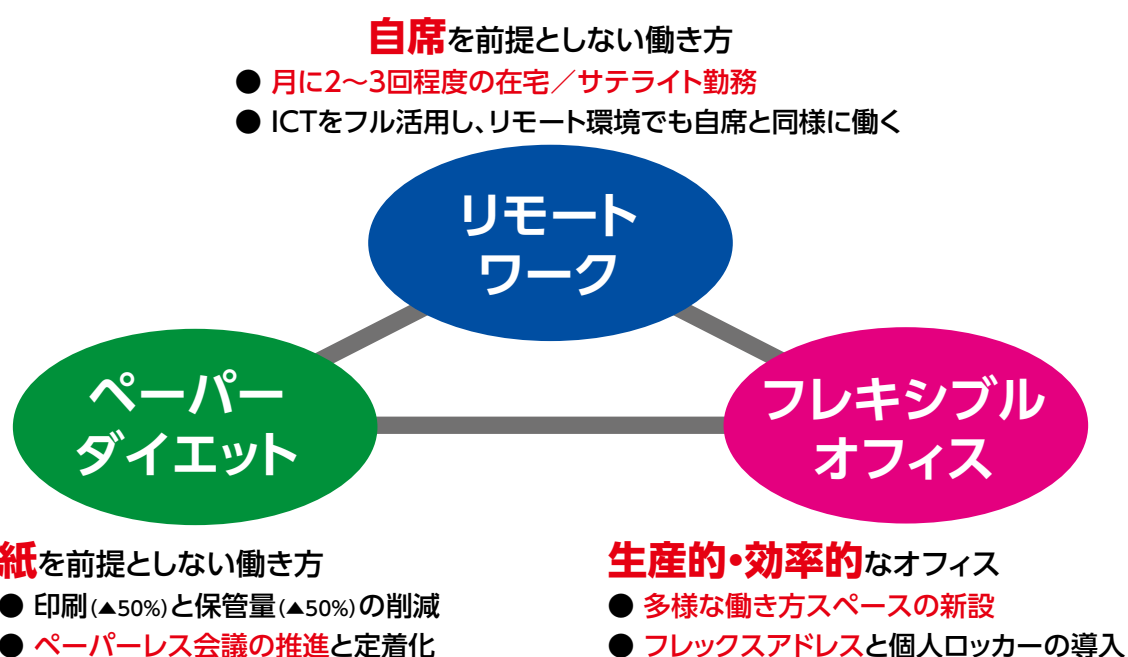 自席を前提としない働き方
● 月に2～3回程度の在宅／サテライト勤務
● ICTをフル活用し、リモート環境でも自席と同様に働く
リモート
ワーク
ペーパー
ダイエット
フレキシブル
オフィス
紙を前提としない働き方
● 印刷(▲50%)と保管量(▲50%)の削減
● ペーパーレス会議の推進と定着化
生産的・効率的なオフィス
● 多様な働き方スペースの新設
● フレックスアドレスと個人ロッカーの導入